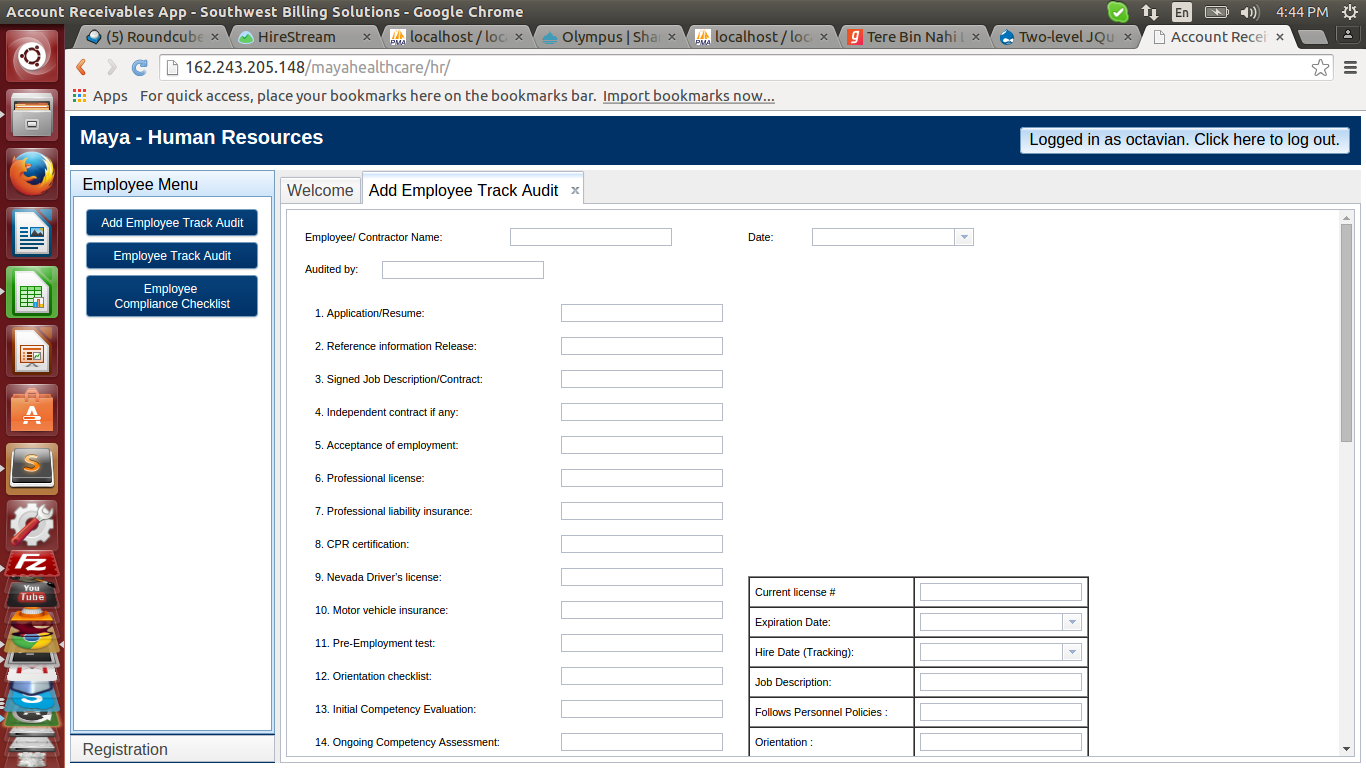 Account Receivables App - Southwest Billing Solutions - Google Chrome
En
4:44 PM
(5) Roundcube
HireStream
localhost / loca
Olympus | Shar
localhost / loca
Tere Bin Nahi L
Two-level JQu
Account Recei
162.243.205.148/mayahealthcare/hr/
Apps
For quick access, place your bookmarks here on the bookmarks bar.
Import bookmarks now...
Maya - Human Resources
Logged in as octavian. Click here to log out.
Employee Menu
Add Employee Track Audit
Employee Track Audit
Employee
Compliance Checklist
Registration
Welcome
Add Employee Track Audit
Employee/ Contractor Name:
Date:
Audited by:
1. Application/Resume:
2. Reference information Release:
3. Signed Job Description/Contract:
4. Independent contract if any:
5. Acceptance of employment:
6. Professional license:
7. Professional liability insurance:
8. CPR certification:
9. Nevada Driver's license:
10. Motor vehicle insurance:
11. Pre-Employment test:
12. Orientation checklist:
13. Initial Competency Evaluation:
14. Ongoing Competency Assessment:
Current license #
Expiration Date:
Hire Date (Tracking):
Job Description:
Follows Personnel Policies :
Orientation :
You
Tube